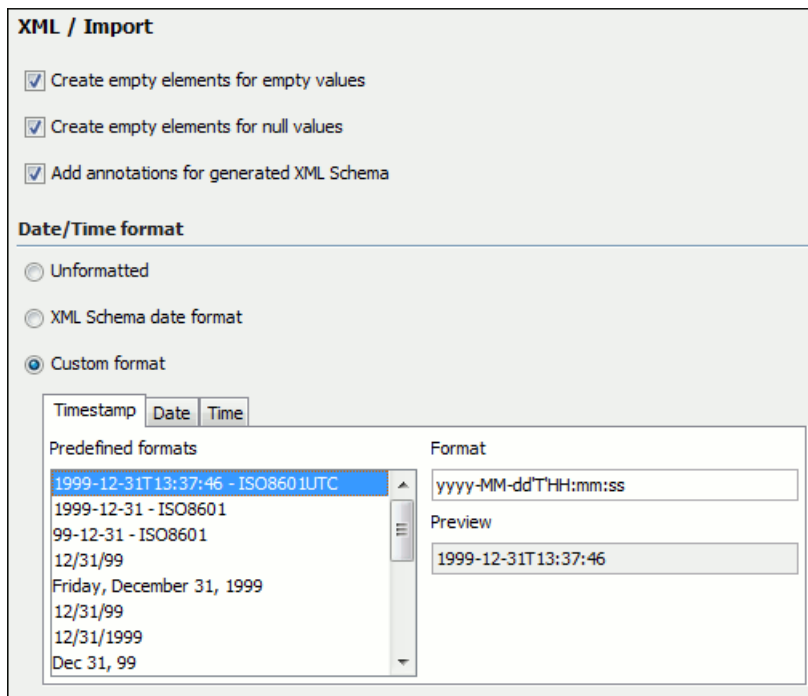 XML / Import
Create empty elements for empty values
Create empty elements for null values
Add annotations for generated XML Schema
Date/Time format
Unformatted
XML Schema date format
Custom format
Timestamp Date Time
Predefined formats
1999-12-31T13:37:46 - ISO8601UTC
1999-12-31 - ISO8601
99-12-31 - ISO8601
12/31/99
Friday, December 31, 1999
12/31/99
12/31/1999
Dec 31, 99
Format
yyyy-MM-dd'T'HH:mm:ss
Preview
1999-12-31T13:37:46